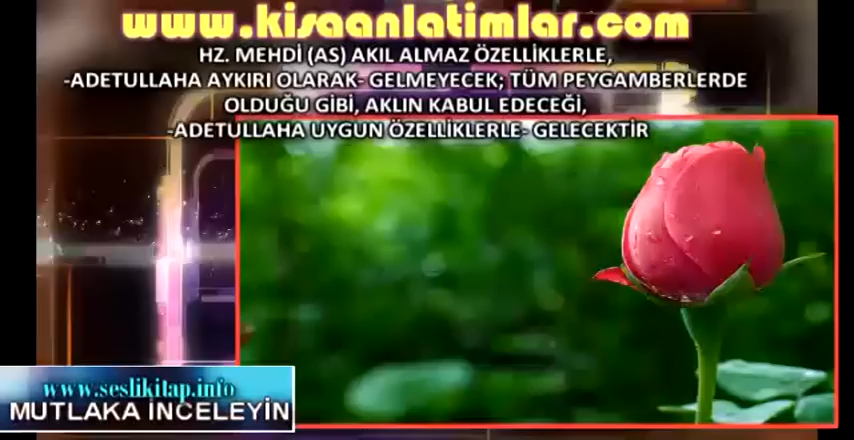 www.kisaanlatimlar.com
HZ. MEHDİ (AS) AKIL ALMAZ ÖZELLİKLERLE,
-ADETULLAHA AYKIRI OLARAK- GELMEYECEK; TÜM PEYGAMBERLERDE
OLDUĞU GİBİ, AKLIN KABUL EDECEĞİ,
-ADETULLAHA UYGUN ÖZELLİKLERLE- GELECEKTİR
www.seslikitap.info
MUTLAKA İNCELEYİN